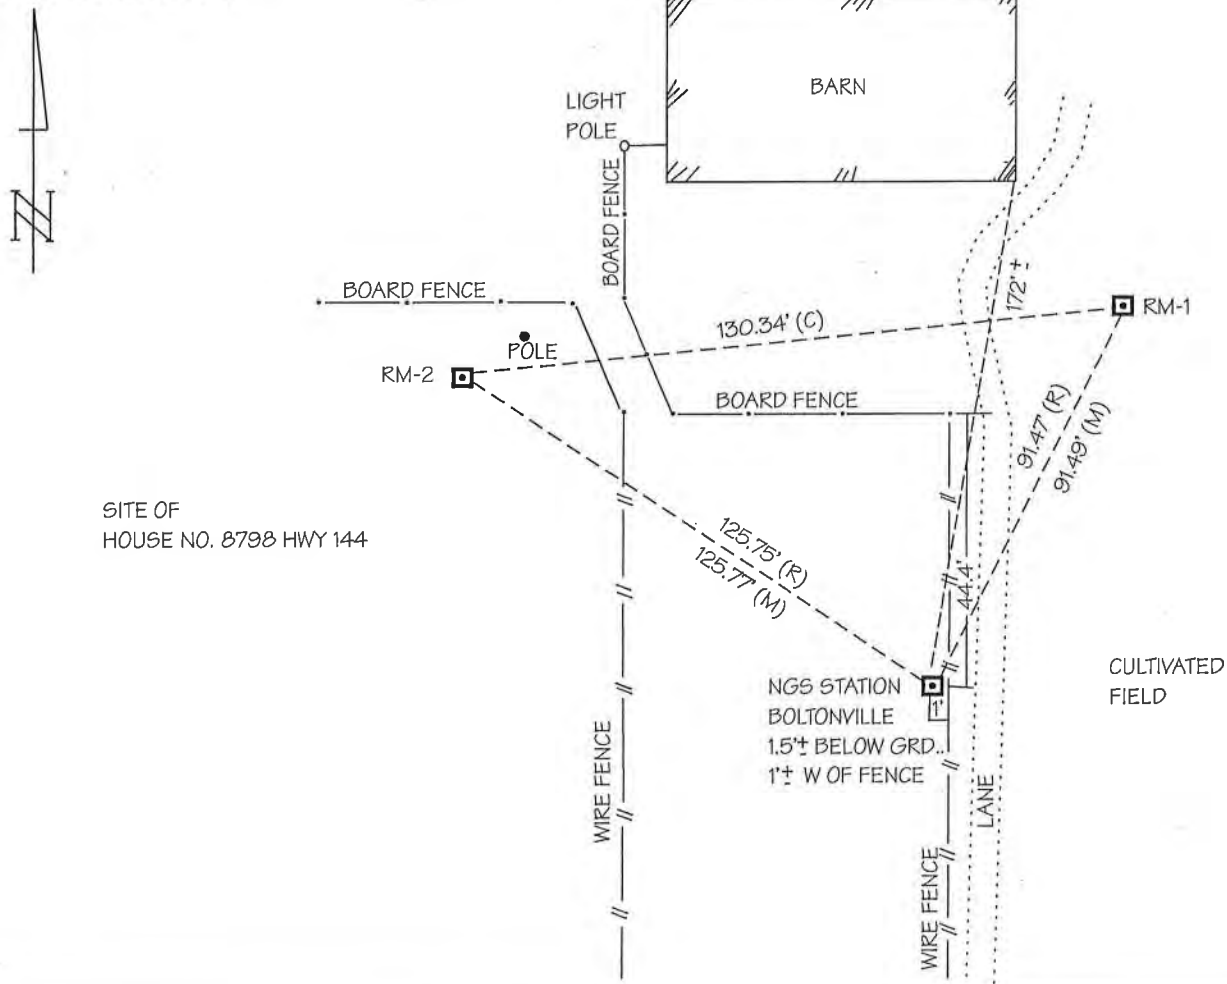 BARN
LIGHT
POLE
BOARD FENCE
N
BOARD FENCE
172'±
130.34' (C)
RM-1
POLE
RM-2
BOARD FENCE
91.47' (R)
91.49' (M)
SITE OF
HOUSE NO. 8798 HWY 144
125.75' (R)
125.77' (M)
44.4'
CULTIVATED
FIELD
NGS STATION
BOLTONVILLE
1.5'± BELOW GRD..
1'± W OF FENCE
1'
WIRE FENCE
LANE
WIRE FENCE